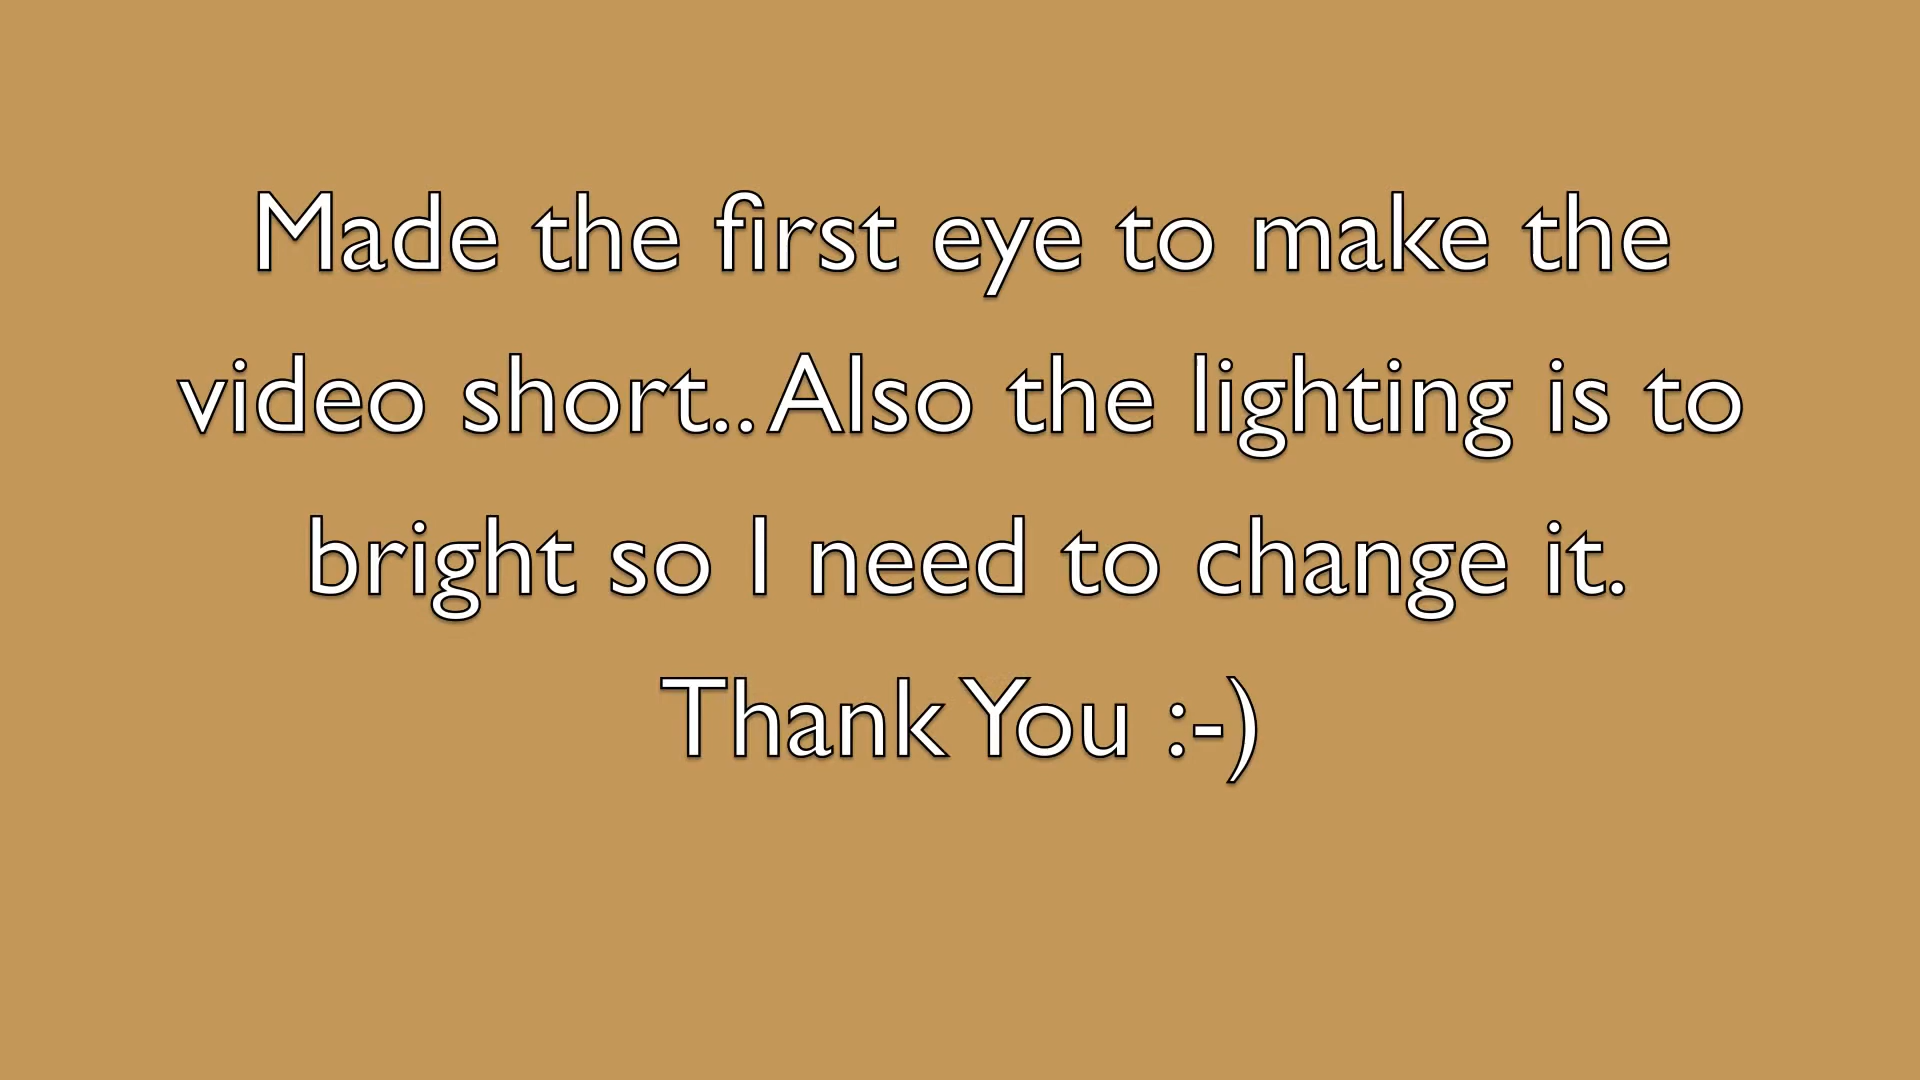 Made the first eye to make the
video short.. Also the lighting is to
bright so I need to change it.
Thank You :-)